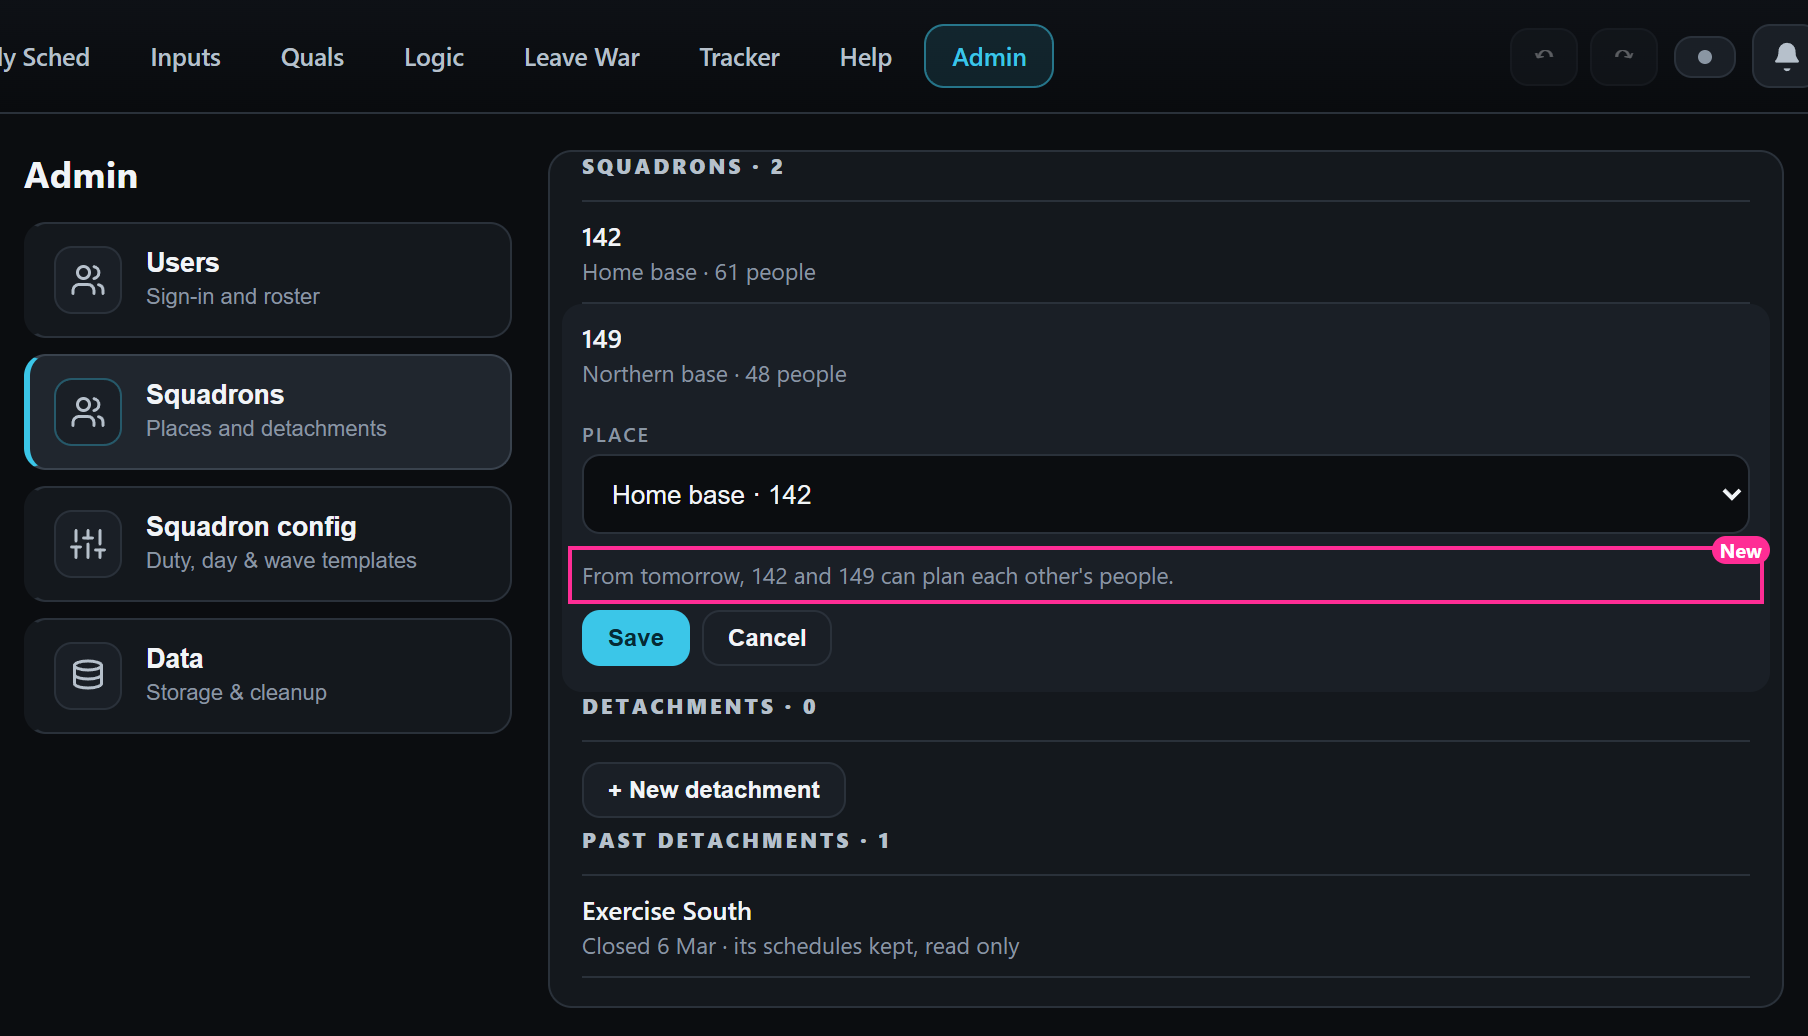 ly Sched
Inputs
Quals
Logic
Leave War
Tracker
Help
Admin
Admin
Users
Sign-in and roster
Squadrons
Places and detachments
Squadron config
Duty, day & wave templates
Data
Storage & cleanup
SQUADRONS · 2
142
Home base · 61 people
149
Northern base · 48 people
PLACE
Home base · 142
New
From tomorrow, 142 and 149 can plan each other's people.
Save
Cancel
DETACHMENTS · 0
+ New detachment
PAST DETACHMENTS · 1
Exercise South
Closed 6 Mar · its schedules kept, read only